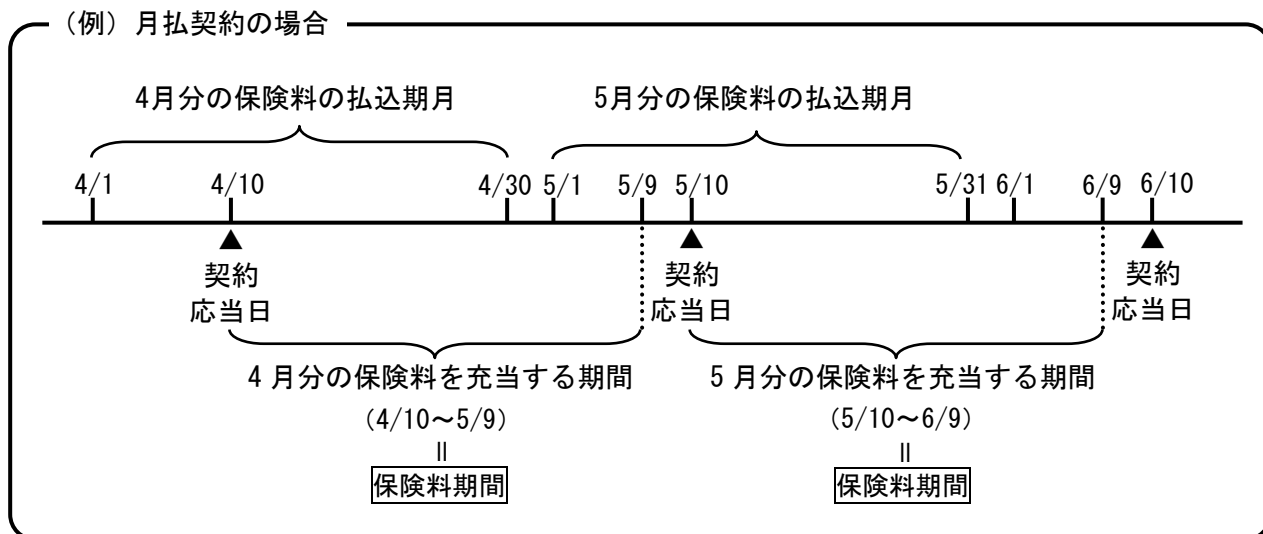 （例）月払契約の場合
4月分の保険料の払込期月 5月分の保険料の払込期月
4/1 4/10 4/30 5/1 5/9 5/10 5/31 6/1 6/9 6/10
▲ ▲ ▲
契約 契約 契約
応当日 応当日 応当日
4月分の保険料を充当する期間 5月分の保険料を充当する期間
（4/10～5/9） （5/10～6/9）
＝ ＝
保険料期間 保険料期間